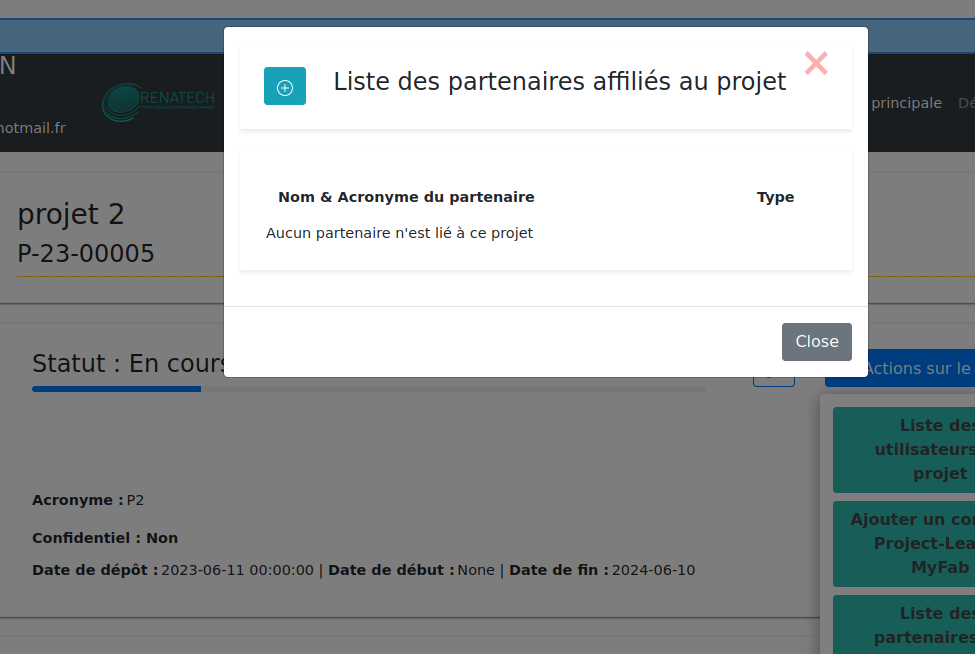 N
RENATECH
hotmail.fr
principale
Liste des partenaires affiliés au projet
Nom & Acronyme du partenaire Type
Aucun partenaire n'est lié à ce projet
Close
projet 2
P-23-00005
Statut : En cours
Actions sur le
Liste des
utilisateurs
projet
Ajouter un
Project-Lea
MyFab
Liste des
partenaires
Acronyme : P2
Confidentiel : Non
Date de dépôt : 2023-06-11 00:00:00 | Date de début : None | Date de fin : 2024-06-10